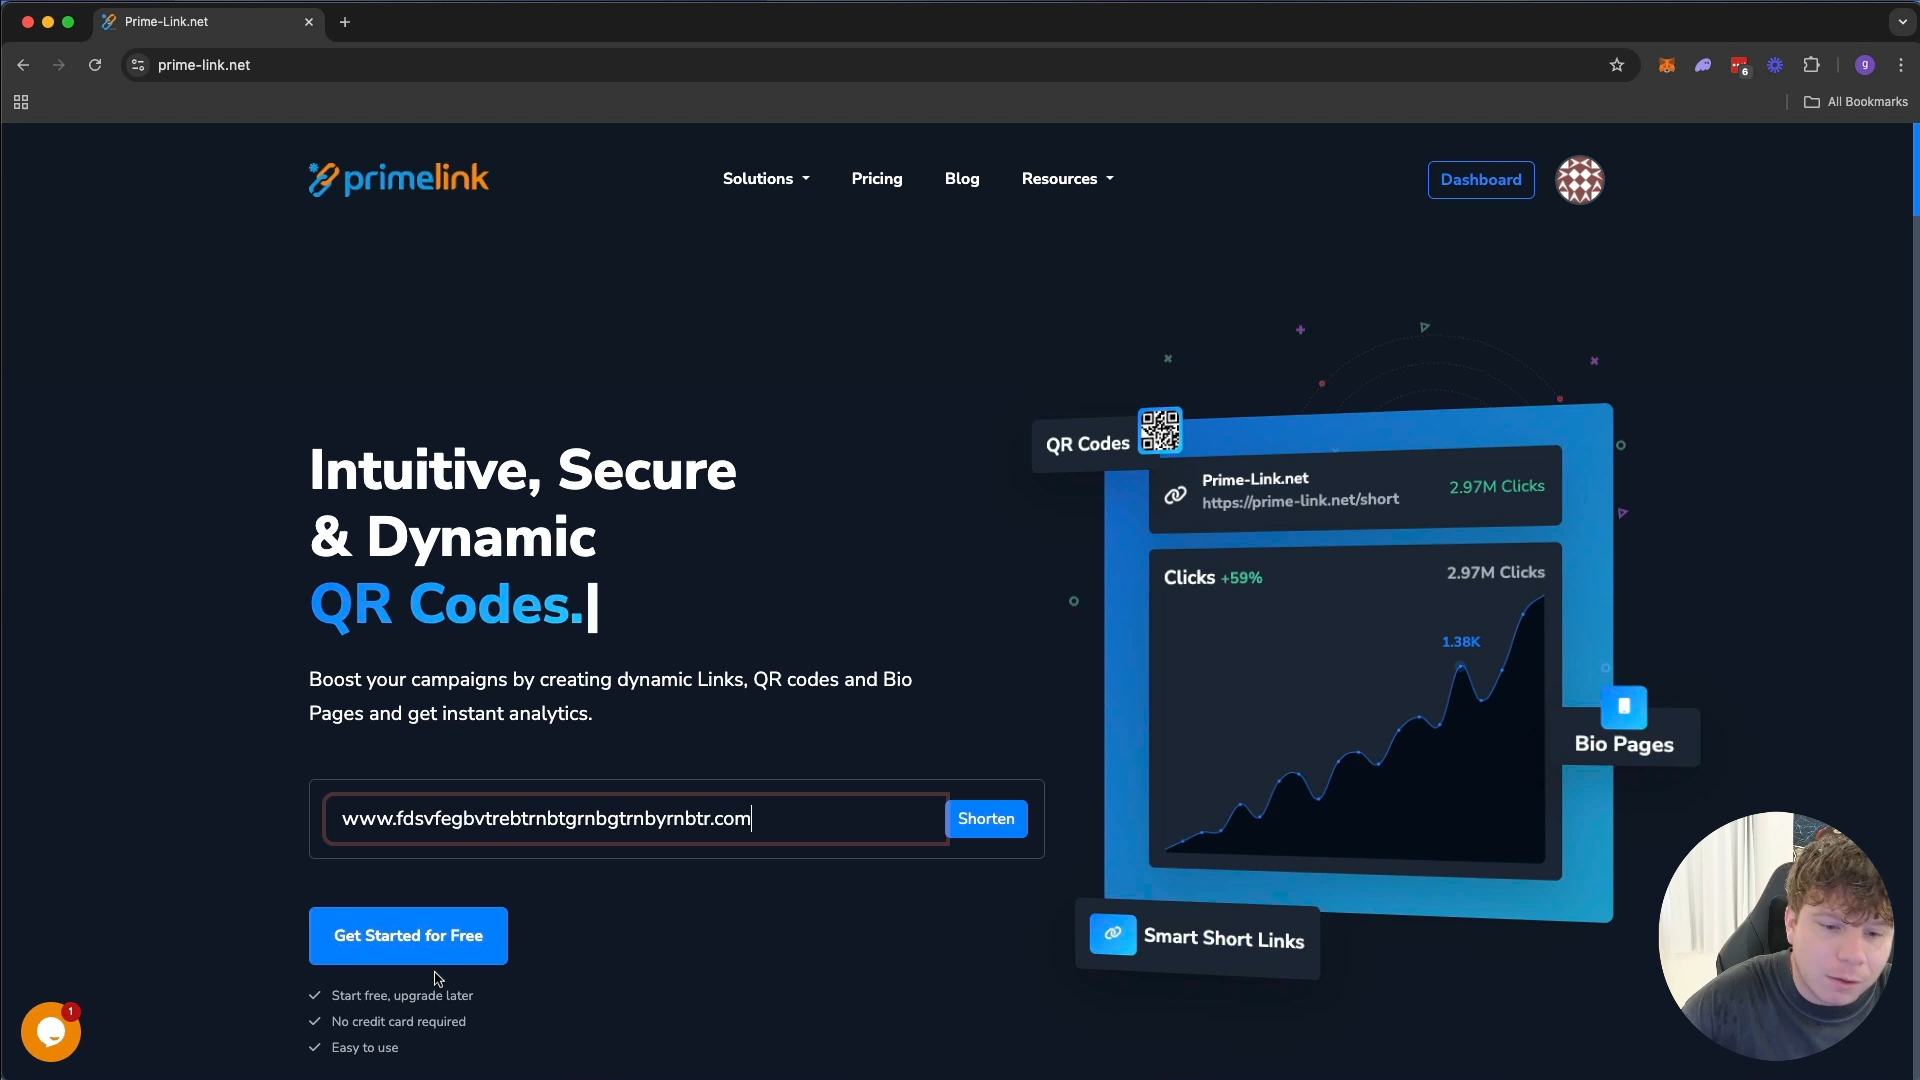 Prime-Link.net
prime-link.net
6
g
All Bookmarks
primelink
Solutions
Pricing
Blog
Resources
Dashboard
Intuitive, Secure
& Dynamic
QR Codes.
Boost your campaigns by creating dynamic Links, QR codes and Bio
Pages and get instant analytics.
www.fdsvfegbvtrebtrnbtgrnbgtrnbyrnbtr.com
Shorten
Get Started for Free
Start free, upgrade later
No credit card required
Easy to use
1
QR Codes
Prime-Link.net
https://prime-link.net/short
2.97M Clicks
Clicks +59%
2.97M Clicks
1.38K
Bio Pages
Smart Short Links